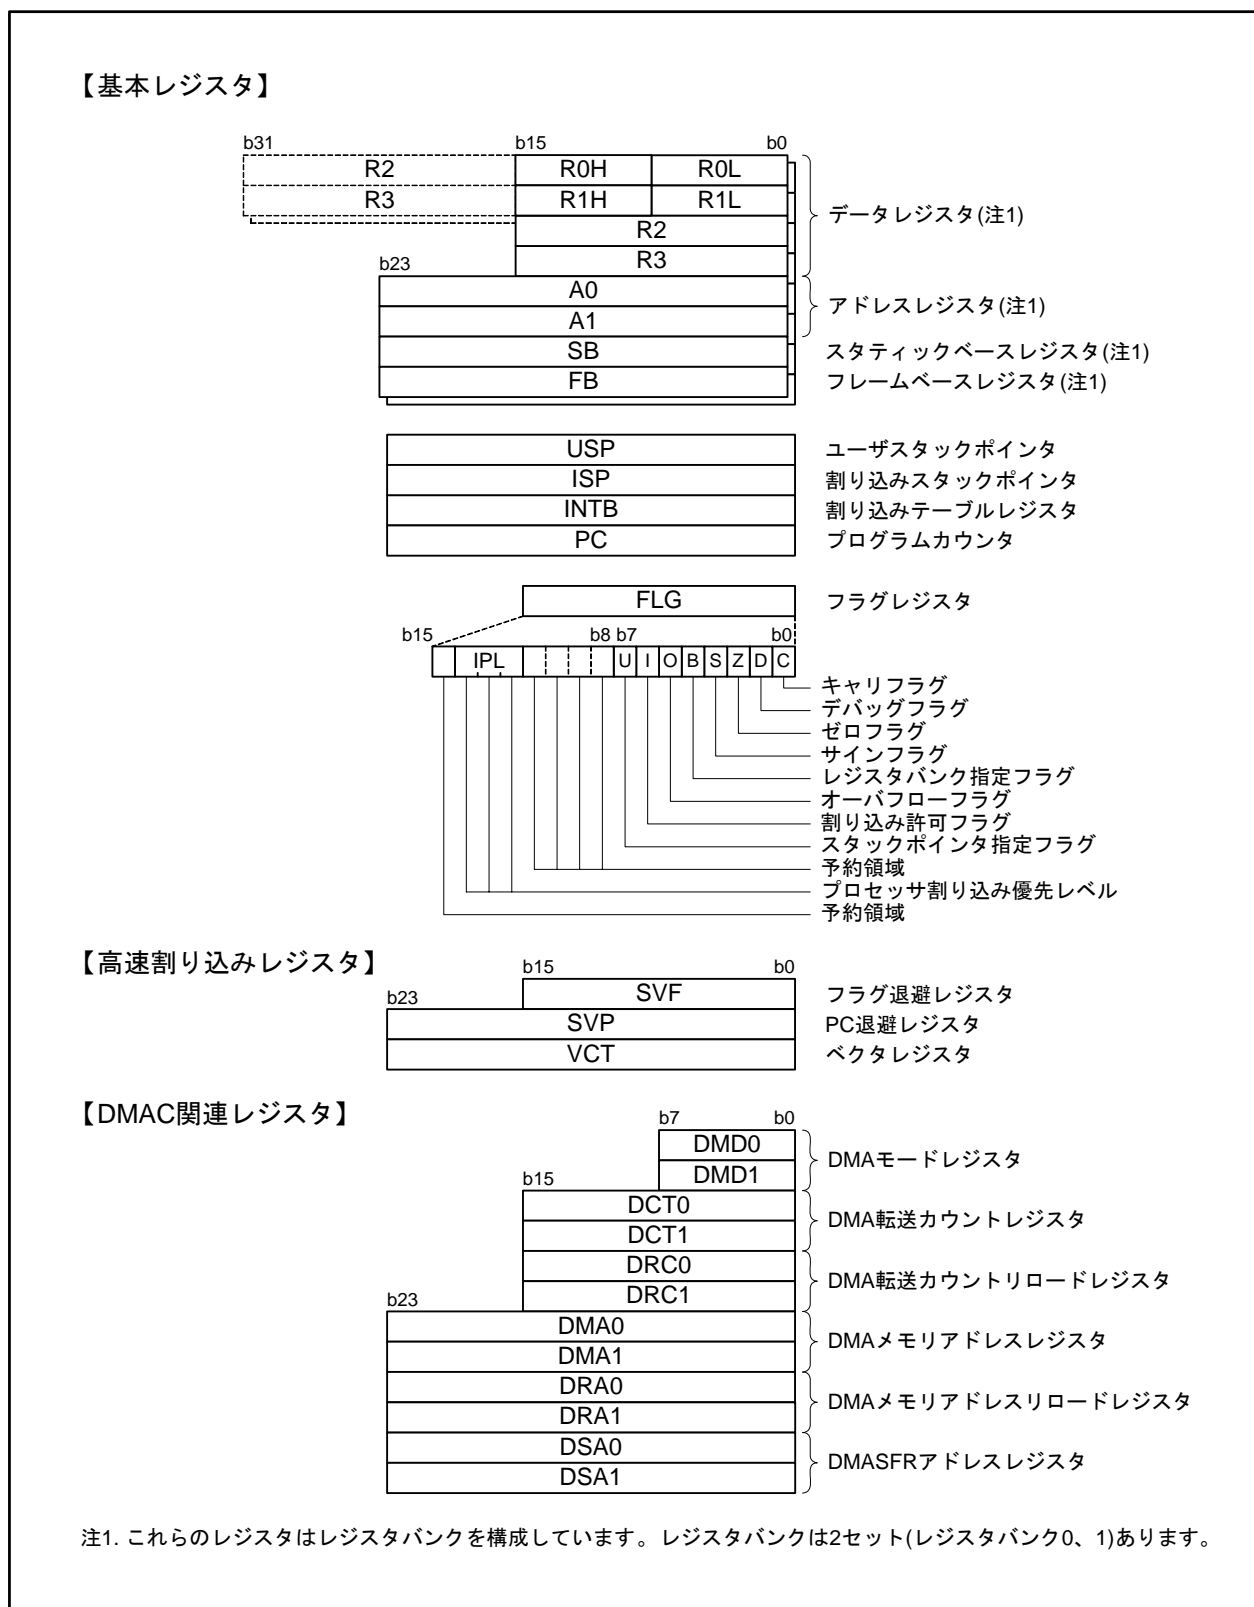 【基本レジスタ】
b31 b15 b0
R2 R0H R0L
R3 R1H R1L
データレジスタ(注1)
R2
R3
b23
A0
アドレスレジスタ(注1)
A1
SB スタティックベースレジスタ(注1)
FB フレームベースレジスタ(注1)
USP ユーザスタックポインタ
ISP 割り込みスタックポインタ
INTB 割り込みテーブルレジスタ
PC プログラムカウンタ
FLG フラグレジスタ
b15 b8 b7 b0
IPL U I O B S Z D C
キャリフラグ
デバッグフラグ
ゼロフラグ
サインフラグ
レジスタバンク指定フラグ
オーバフローフラグ
割り込み許可フラグ
スタックポインタ指定フラグ
予約領域
プロセッサ割り込み優先レベル
予約領域
【高速割り込みレジスタ】
b15 b0
SVF フラグ退避レジスタ
b23
SVP PC退避レジスタ
VCT ベクタレジスタ
【DMAC関連レジスタ】
b7 b0
DMD0
DMAモードレジスタ
DMD1
b15
DCT0
DMA転送カウントレジスタ
DCT1
DRC0
DMA転送カウントリロードレジスタ
DRC1
b23
DMA0
DMAメモリアドレスレジスタ
DMA1
DRA0
DMAメモリアドレスリロードレジスタ
DRA1
DSA0
DMASFRアドレスレジスタ
DSA1
注1. これらのレジスタはレジスタバンクを構成しています。レジスタバンクは2セット(レジスタバンク0、1)あります。